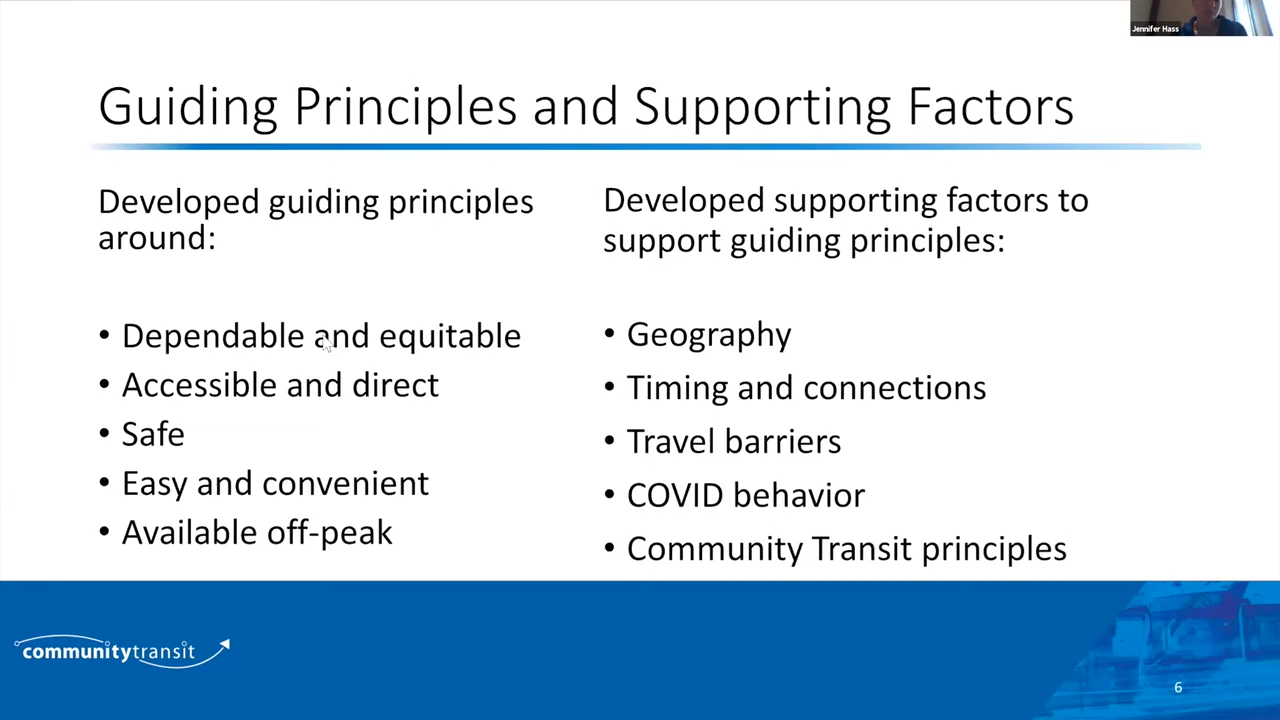 Jennifer Hass
Guiding Principles and Supporting Factors
Developed guiding principles
around:
• Dependable and equitable
• Accessible and direct
• Safe
• Easy and convenient
• Available off-peak
Developed supporting factors to
support guiding principles:
• Geography
• Timing and connections
• Travel barriers
• COVID behavior
• Community Transit principles
communitytransit
6